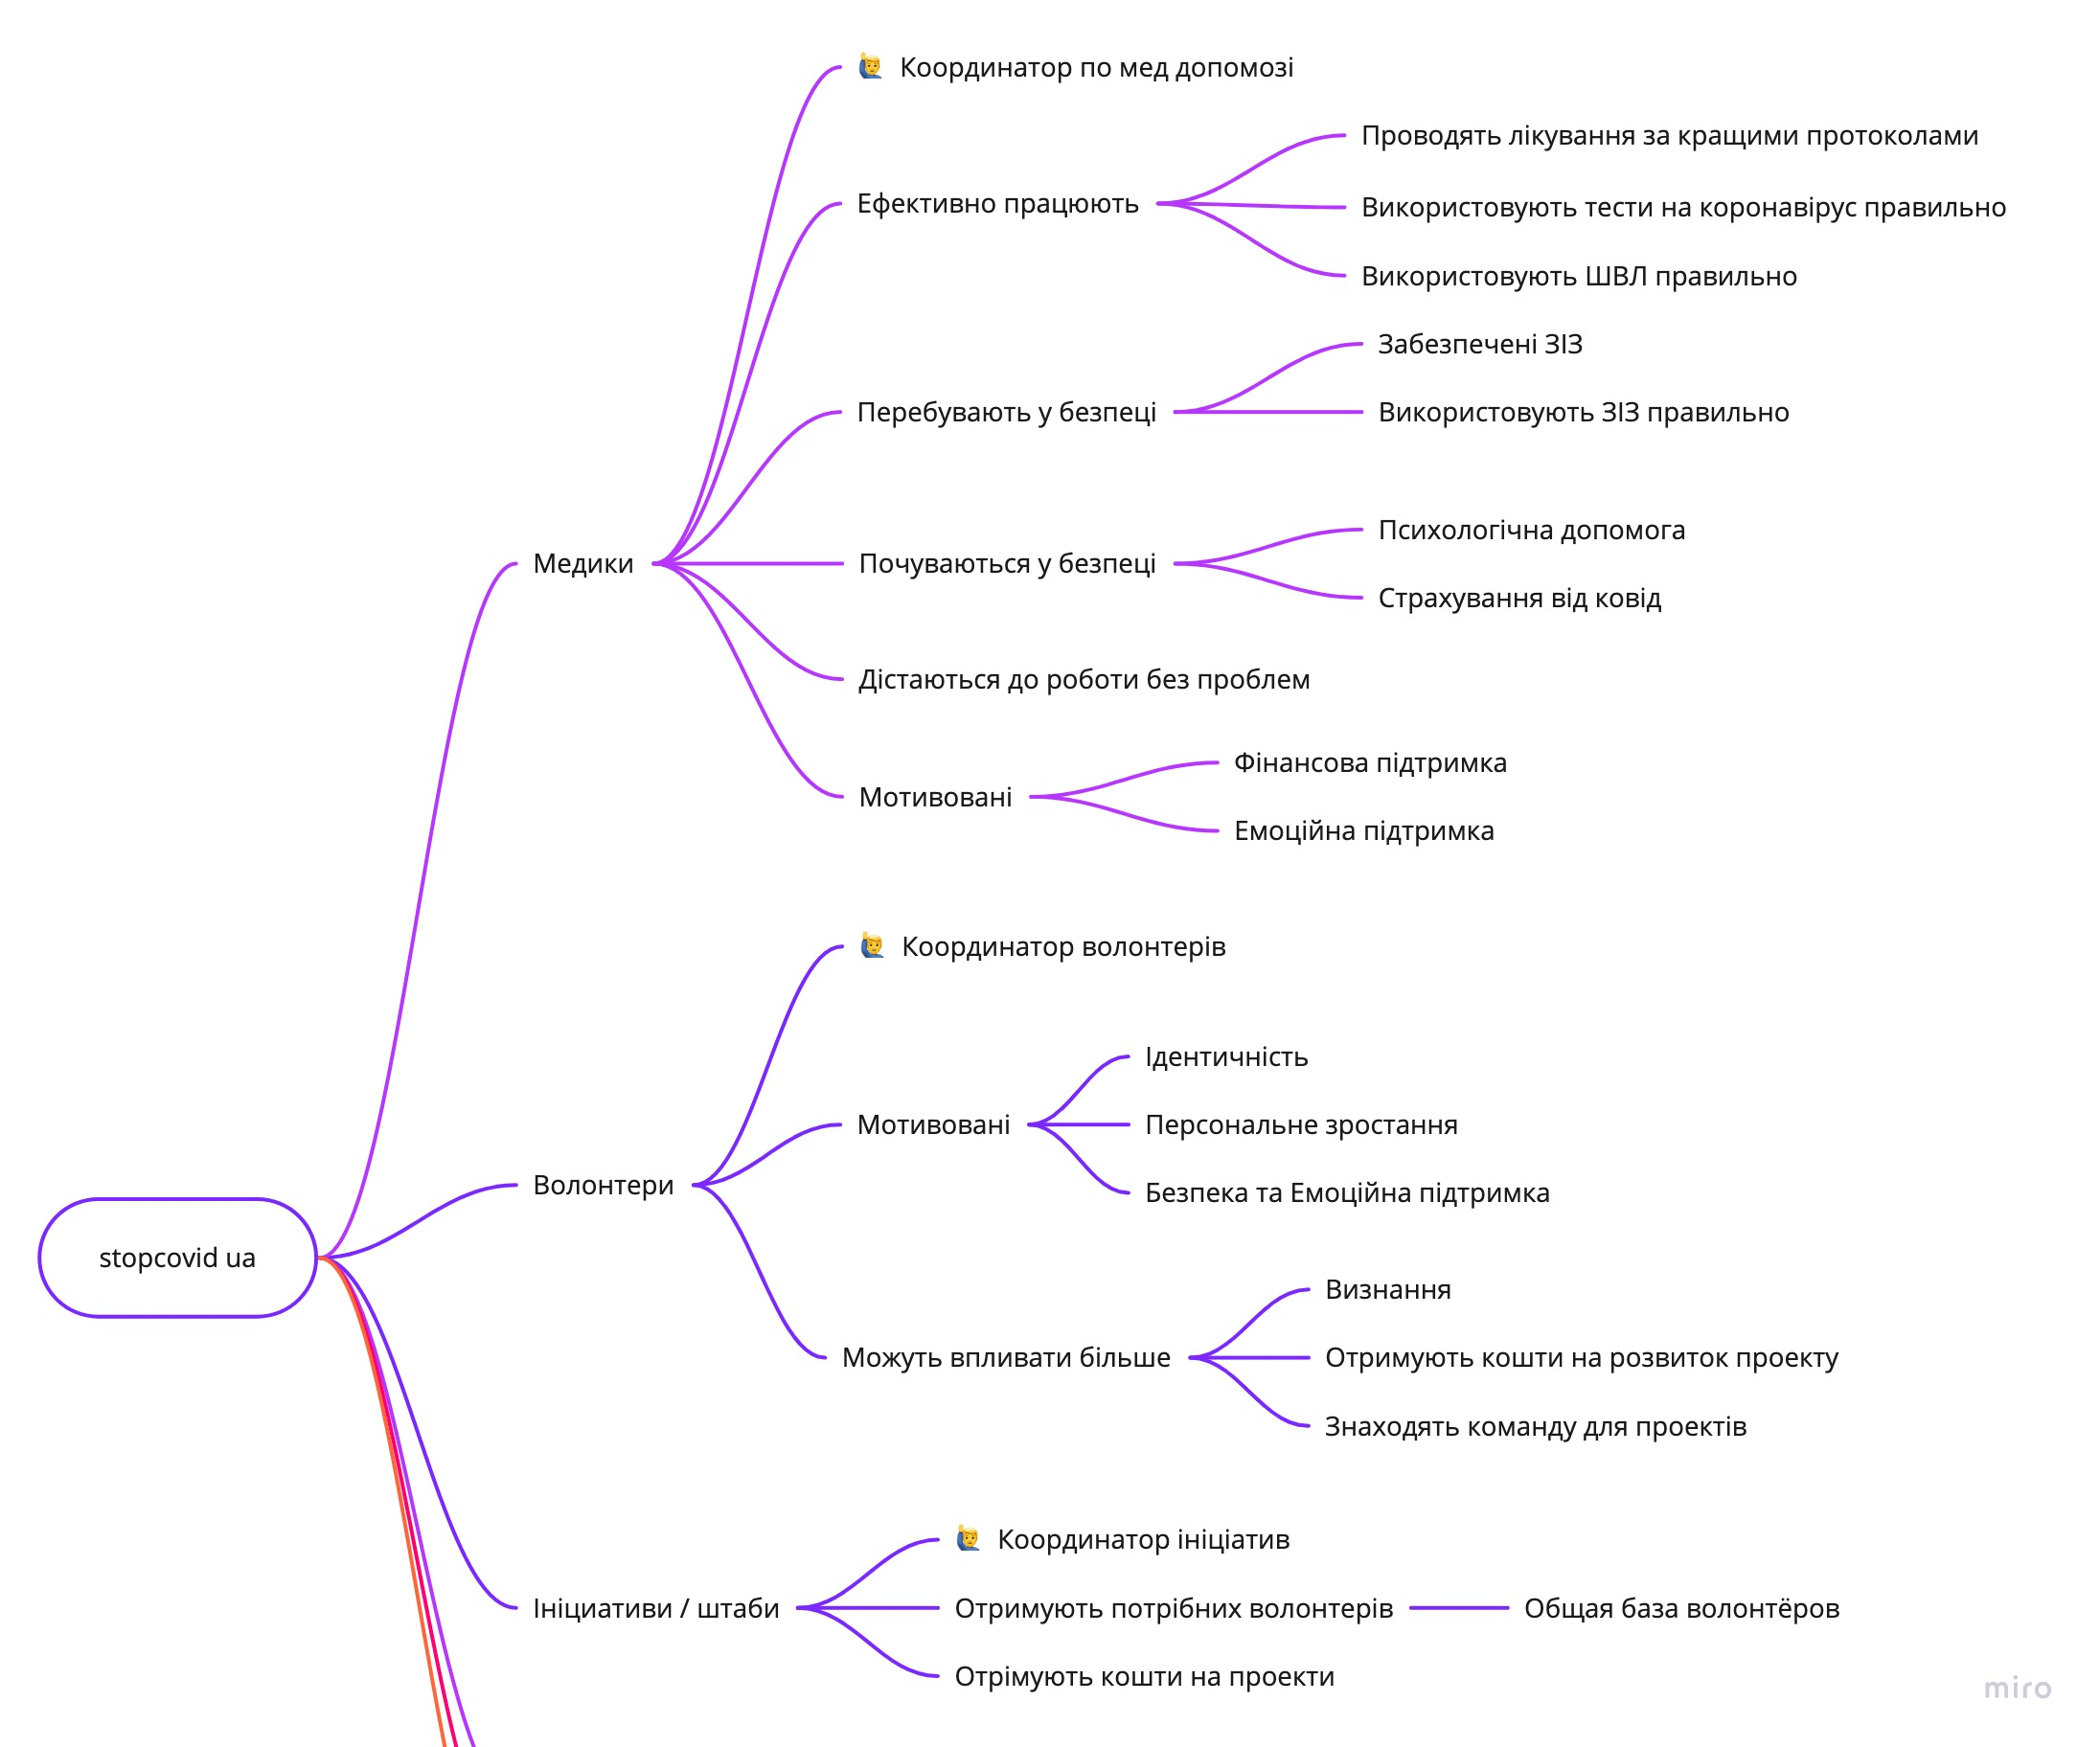 🙋‍♂️ Координатор по мед допомозі
Проводять лікування за кращими протоколами
Ефективно працюють
Використовують тести на коронавірус правильно
Використовують ШВЛ правильно
Забезпечені ЗІЗ
Перебувають у безпеці
Використовують ЗІЗ правильно
Психологічна допомога
Медики
Почуваються у безпеці
Страхування від ковід
Дістаються до роботи без проблем
Фінансова підтримка
Мотивовані
Емоційна підтримка
🙋‍♂️ Координатор волонтерів
Ідентичність
Мотивовані
Персональне зростання
Волонтери
Безпека та Емоційна підтримка
stopcovid ua
Визнання
Можуть впливати більше
Отримують кошти на розвиток проекту
Знаходять команду для проектів
🙋‍♂️ Координатор ініціатив
Ініциативи / штаби
Отримують потрібних волонтерів
Общая база волонтёров
Отрімують кошти на проекти
miro